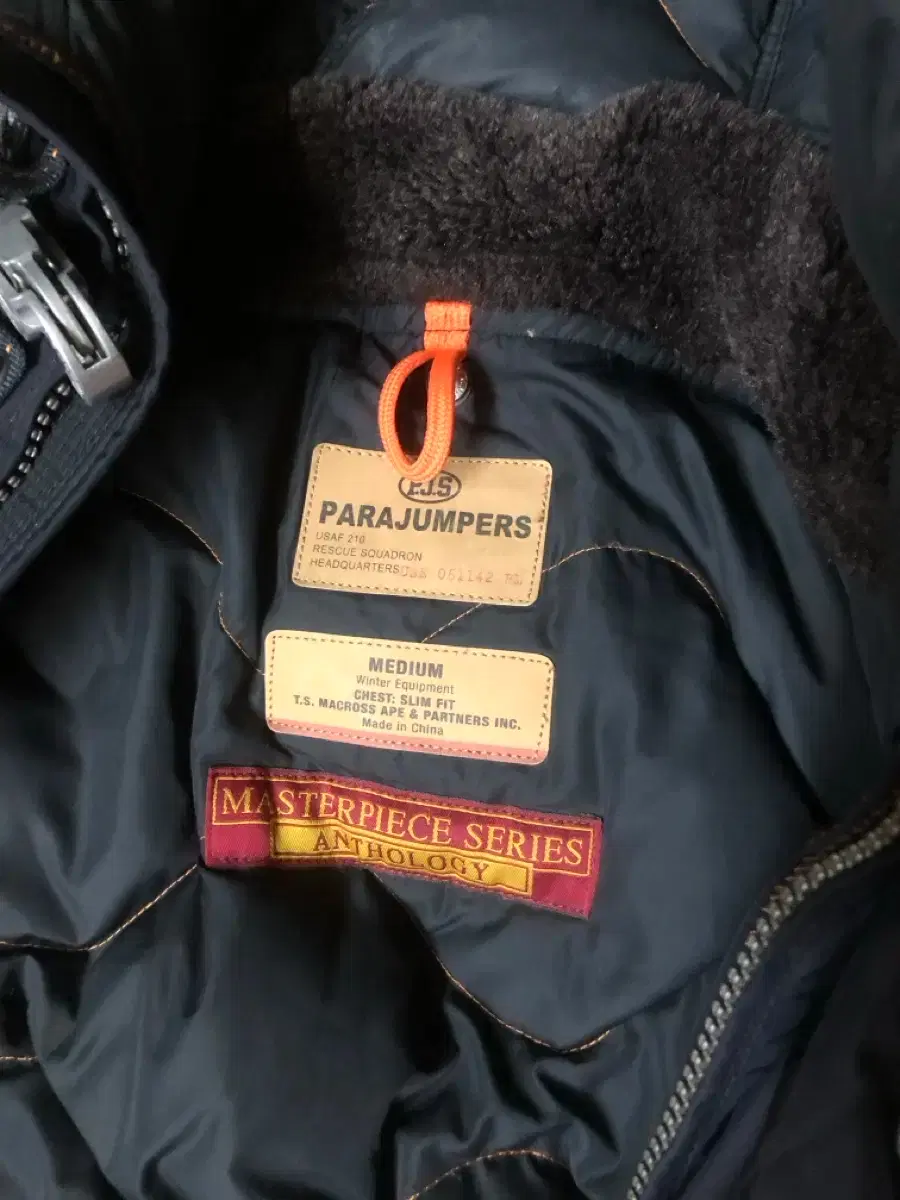 PJS
PARAJUMPERS
USAF 210
RESCUE SQUADRON
HEADQUARTERS 061142
MEDIUM
Winter Equipment
CHEST: SLIM FIT
T.S. MACROSS APE & PARTNERS INC.
Made in China
MASTERPIECE SERIES
ANTHOLOGY